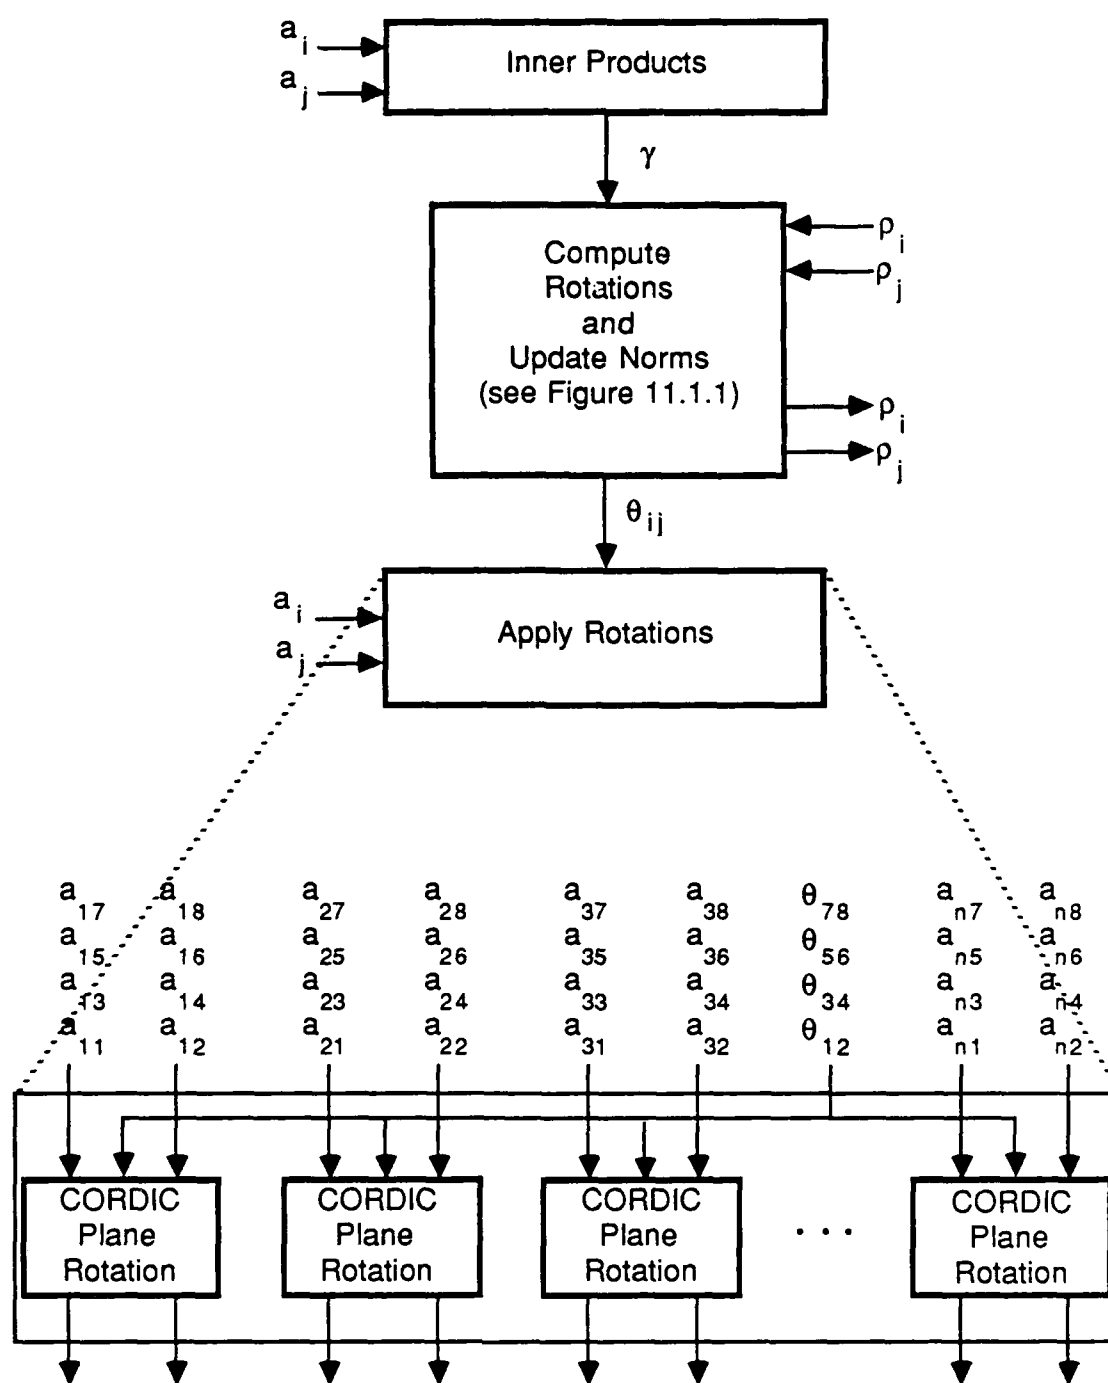 a_i
Inner Products
a_j
γ
ρ_i
Compute
Rotations
ρ_j
and
Update Norms
(see Figure 11.1.1)
ρ_i
ρ_j
θ_ij
a_i
Apply Rotations
a_j
a_17 a_18 a_27 a_28 a_37 a_38 θ_78 a_n7 a_n8
a_15 a_16 a_25 a_26 a_35 a_36 θ_56 a_n5 a_n6
a_13 a_14 a_23 a_24 a_33 a_34 θ_34 a_n3 a_n4
a_11 a_12 a_21 a_22 a_31 a_32 θ_12 a_n1 a_n2
CORDIC
Plane
Rotation
CORDIC
Plane
Rotation
CORDIC
Plane
Rotation
. . .
CORDIC
Plane
Rotation